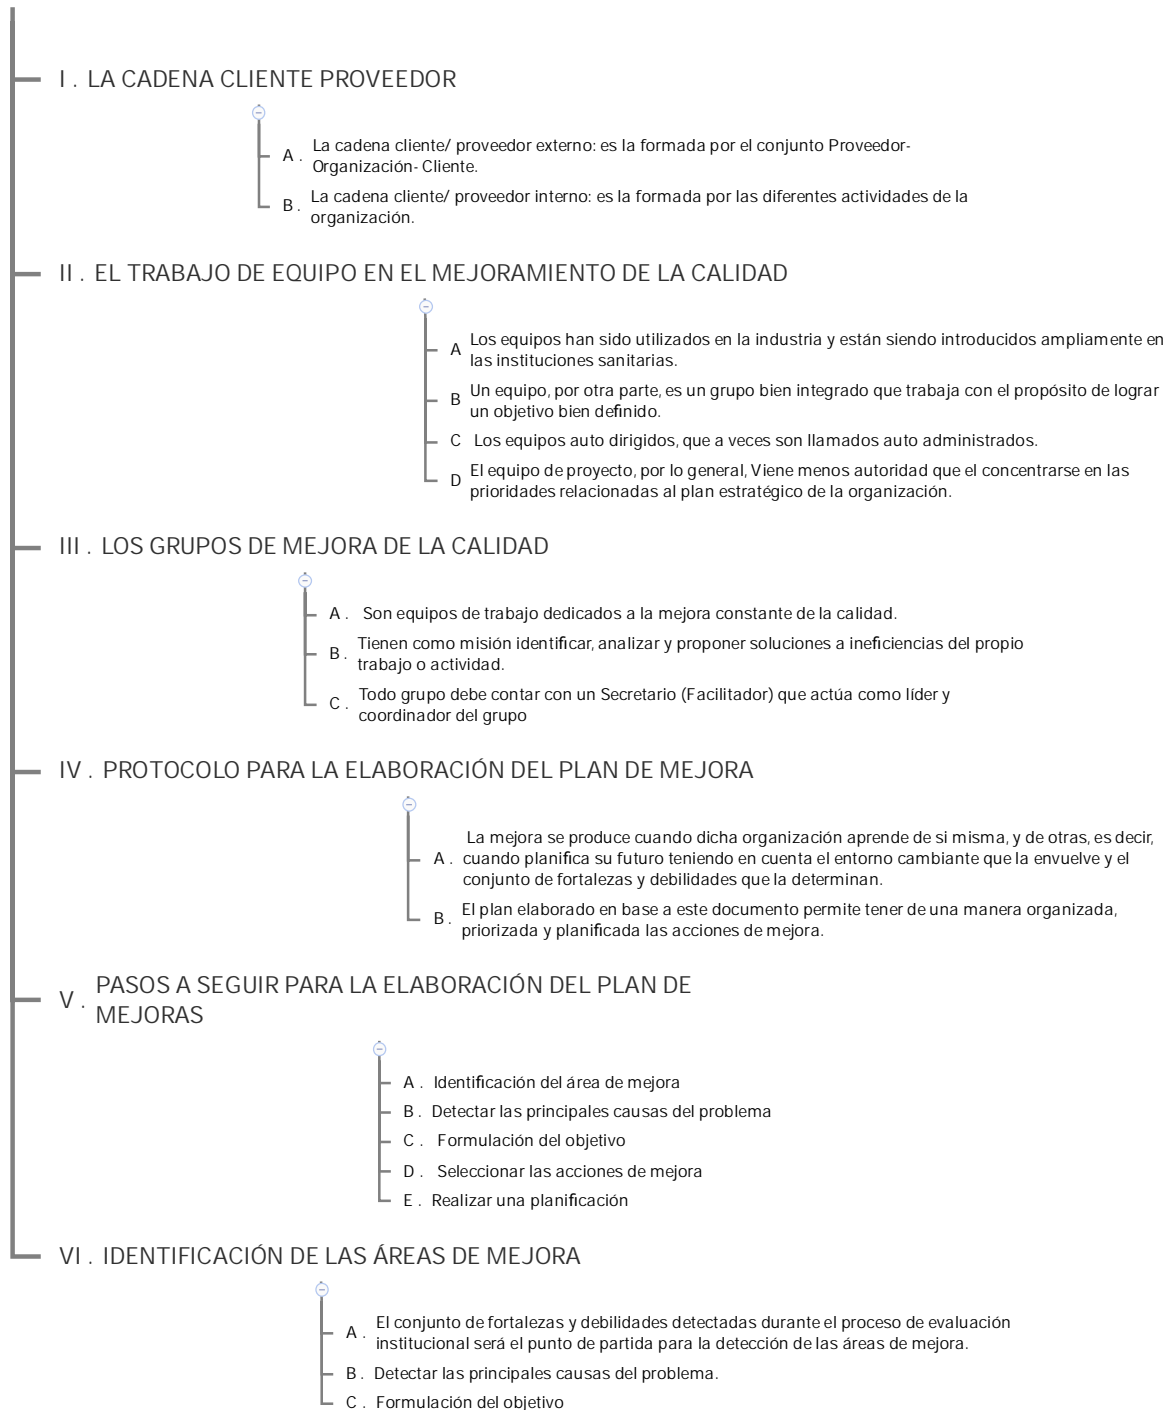 I . LA CADENA CLIENTE PROVEEDOR
A . La cadena cliente/ proveedor externo: es la formada por el conjunto Proveedor-
Organización- Cliente.
B . La cadena cliente/ proveedor interno: es la formada por las diferentes actividades de la
organización.
II . EL TRABAJO DE EQUIPO EN EL MEJORAMIENTO DE LA CALIDAD
A Los equipos han sido utilizados en la industria y están siendo introducidos ampliamente en
las instituciones sanitarias.
B Un equipo, por otra parte, es un grupo bien integrado que trabaja con el propósito de lograr
un objetivo bien definido.
C Los equipos auto dirigidos, que a veces son llamados auto administrados.
D El equipo de proyecto, por lo general, Viene menos autoridad que el concentrarse en las
prioridades relacionadas al plan estratégico de la organización.
III . LOS GRUPOS DE MEJORA DE LA CALIDAD
A . Son equipos de trabajo dedicados a la mejora constante de la calidad.
B . Tienen como misión identificar, analizar y proponer soluciones a ineficiencias del propio
trabajo o actividad.
C . Todo grupo debe contar con un Secretario (Facilitador) que actúa como líder y
coordinador del grupo
IV . PROTOCOLO PARA LA ELABORACIÓN DEL PLAN DE MEJORA
La mejora se produce cuando dicha organización aprende de si misma, y de otras, es decir,
A . cuando planifica su futuro teniendo en cuenta el entorno cambiante que la envuelve y el
conjunto de fortalezas y debilidades que la determinan.
B . El plan elaborado en base a este documento permite tener de una manera organizada,
priorizada y planificada las acciones de mejora.
V . PASOS A SEGUIR PARA LA ELABORACIÓN DEL PLAN DE
MEJORAS
A . Identificación del área de mejora
B . Detectar las principales causas del problema
C . Formulación del objetivo
D . Seleccionar las acciones de mejora
E . Realizar una planificación
VI . IDENTIFICACIÓN DE LAS ÁREAS DE MEJORA
A . El conjunto de fortalezas y debilidades detectadas durante el proceso de evaluación
institucional será el punto de partida para la detección de las áreas de mejora.
B . Detectar las principales causas del problema.
C . Formulación del objetivo